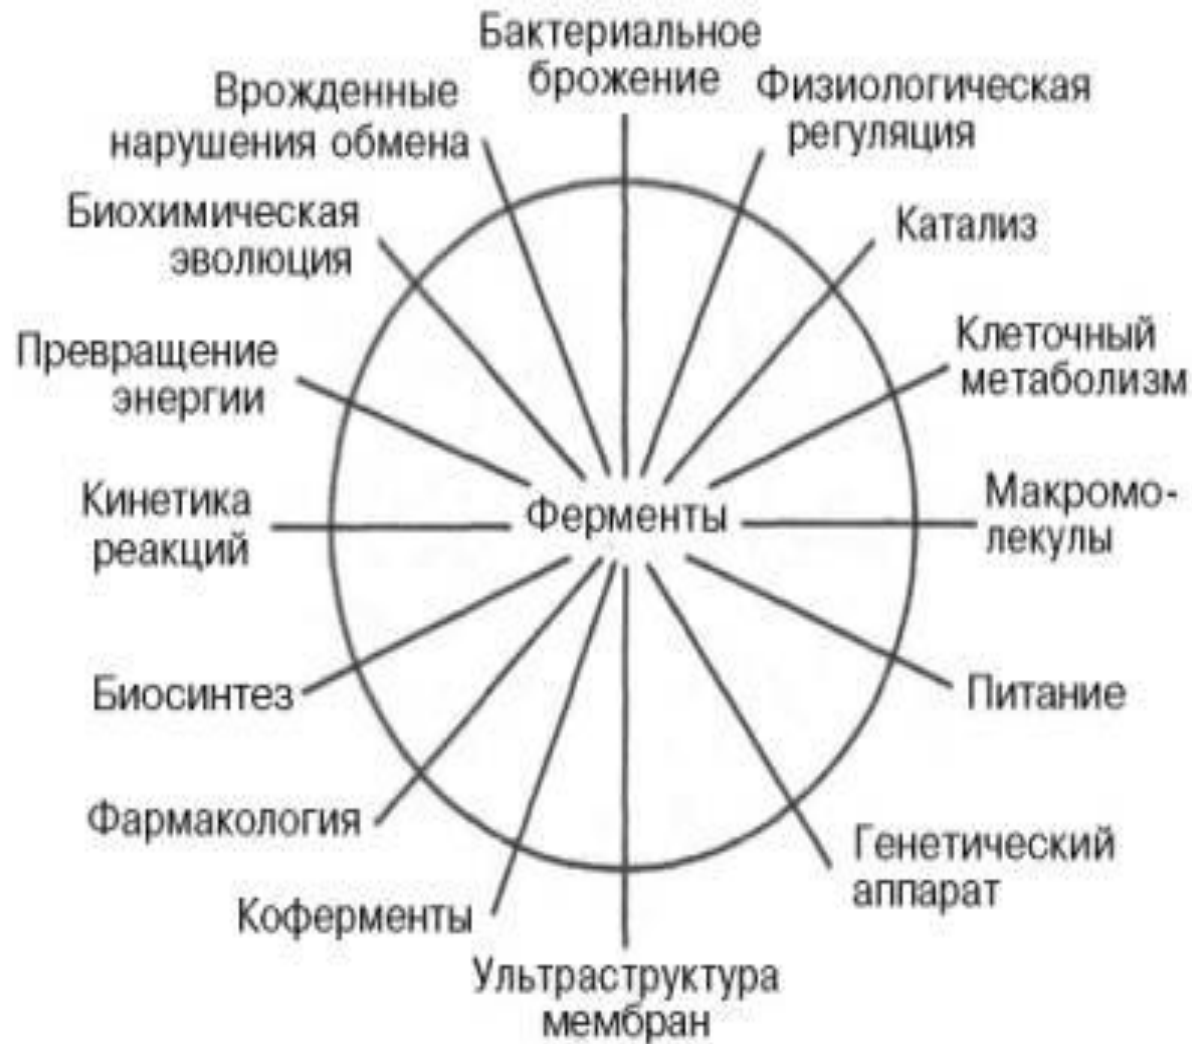 Бактериальное
брожение
Физиологическая
регуляция
Катализ
Клеточный
метаболизм
Макромо-
лекулы
Питание
Генетический
аппарат
Ультраструктура
мембран
Коферменты
Фармакология
Биосинтез
Кинетика
реакций
Превращение
энергии
Биохимическая
эволюция
Врожденные
нарушения обмена
Ферменты